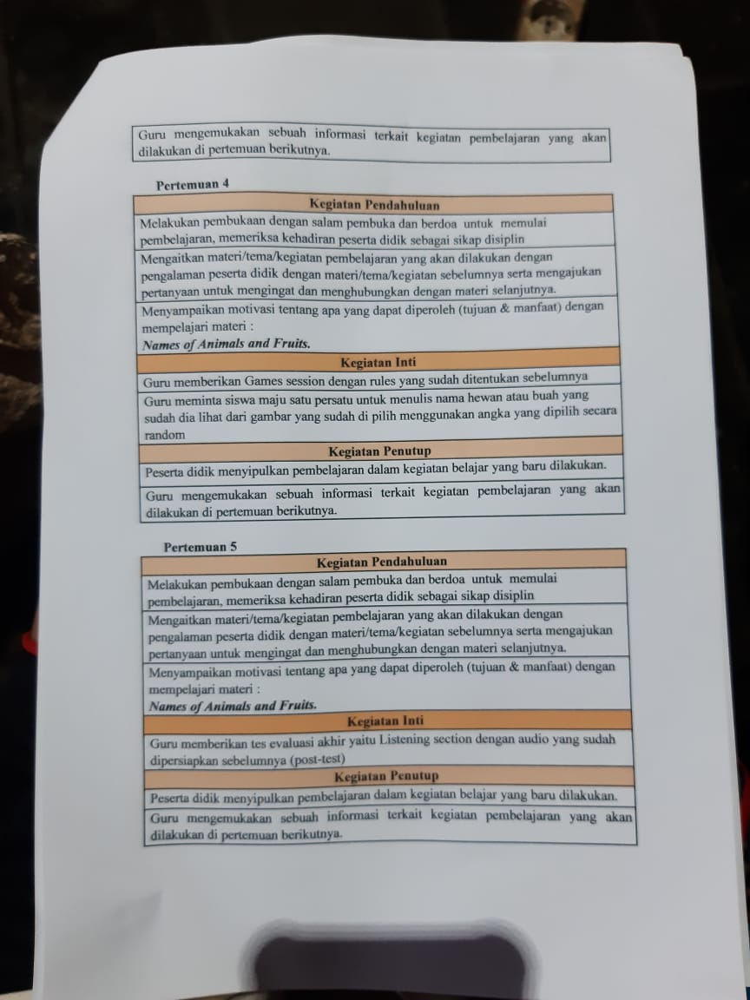 Guru mengemukakan sebuah informasi terkait kegiatan pembelajaran yang akan
dilakukan di pertemuan berikutnya.
Pertemuan 4
Kegiatan Pendahuluan
Melakukan pembukaan dengan salam pembuka dan berdoa untuk memulai
pembelajaran, memeriksa kehadiran peserta didik sebagai sikap disiplin
Mengaitkan materi/tema/kegiatan pembelajaran yang akan dilakukan dengan
pengalaman peserta didik dengan materi/tema/kegiatan sebelumnya serta mengajukan
pertanyaan untuk mengingat dan menghubungkan dengan materi selanjutnya.
Menyampaikan motivasi tentang apa yang dapat diperoleh (tujuan & manfaat) dengan
mempelajari materi :
Names of Animals and Fruits.
Kegiatan Inti
Guru memberikan Games session dengan rules yang sudah ditentukan sebelumnya
Guru meminta siswa maju satu persatu untuk menulis nama hewan atau buah yang
sudah dia lihat dari gambar yang sudah di pilih menggunakan angka yang dipilih secara
random
Kegiatan Penutup
Peserta didik menyipulkan pembelajaran dalam kegiatan belajar yang baru dilakukan.
Guru mengemukakan sebuah informasi terkait kegiatan pembelajaran yang akan
dilakukan di pertemuan berikutnya.
Pertemuan 5
Kegiatan Pendahuluan
Melakukan pembukaan dengan salam pembuka dan berdoa untuk memulai
pembelajaran, memeriksa kehadiran peserta didik sebagai sikap disiplin
Mengaitkan materi/tema/kegiatan pembelajaran yang akan dilakukan dengan
pengalaman peserta didik dengan materi/tema/kegiatan sebelumnya serta mengajukan
pertanyaan untuk mengingat dan menghubungkan dengan materi selanjutnya.
Menyampaikan motivasi tentang apa yang dapat diperoleh (tujuan & manfaat) dengan
mempelajari materi :
Names of Animals and Fruits.
Kegiatan Inti
Guru memberikan tes evaluasi akhir yaitu Listening section dengan audio yang sudah
dipersiapkan sebelumnya (post-test)
Kegiatan Penutup
Peserta didik menyipulkan pembelajaran dalam kegiatan belajar yang baru dilakukan.
Guru mengemukakan sebuah informasi terkait kegiatan pembelajaran yang akan
dilakukan di pertemuan berikutnya.